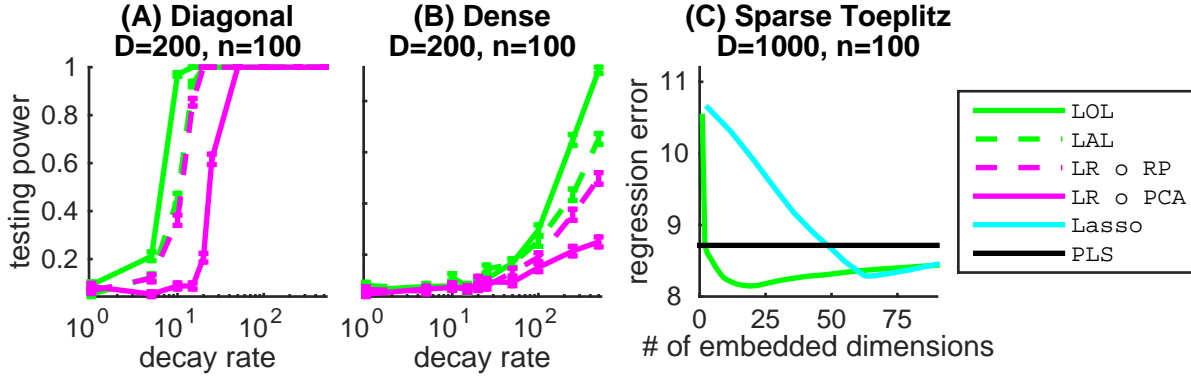 (A) Diagonal
D=200, n=100
(B) Dense
D=200, n=100
(C) Sparse Toeplitz
D=1000, n=100
testing power
1
0.8
0.6
0.4
0.2
10^0 10^1 10^2
decay rate
10^0 10^1 10^2
decay rate
regression error
11
10
9
8
0 25 50 75
# of embedded dimensions
LOL
LAL
LR o RP
LR o PCA
Lasso
PLS